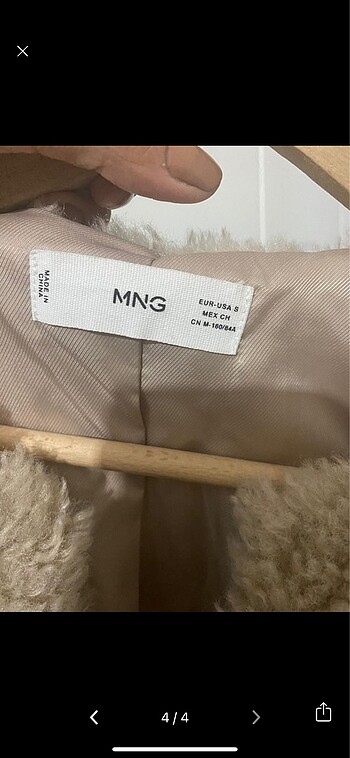 MADE IN
CHINA
MNG
EUR-USA S
MEX CH
CN M-160/84A
4/4